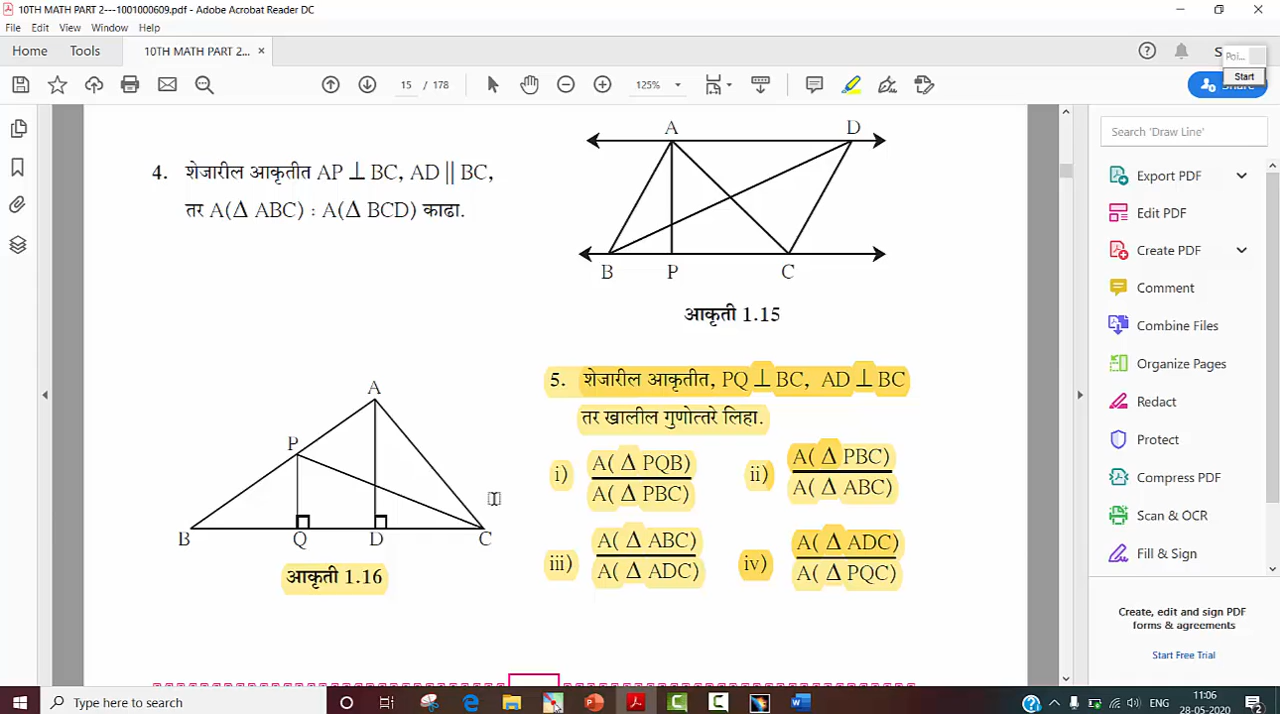 10TH MATH PART 2---1001000609.pdf - Adobe Acrobat Reader DC
File Edit View Window Help
Home Tools 10TH MATH PART 2... ×
Poi...
Start
15 / 178 125%
Share
Search 'Draw Line'
Export PDF
Edit PDF
Create PDF
Comment
Combine Files
Organize Pages
Redact
Protect
Compress PDF
Scan & OCR
Fill & Sign
Create, edit and sign PDF
forms & agreements
Start Free Trial
4. शेजारील आकृतीत AP ⊥ BC, AD || BC,
तर A(Δ ABC) : A(Δ BCD) काढा.
A D
B P C
आकृती 1.15
5. शेजारील आकृतीत, PQ ⊥ BC, AD ⊥ BC
तर खालील गुणोत्तरे लिहा.
i) A( Δ PQB) ii) A( Δ PBC)
A( Δ PBC) A( Δ ABC)
iii) A( Δ ABC) iv) A( Δ ADC)
A( Δ ADC) A( Δ PQC)
A
P
B Q D C
आकृती 1.16
Type here to search
ENG
11:06
28-05-2020
2